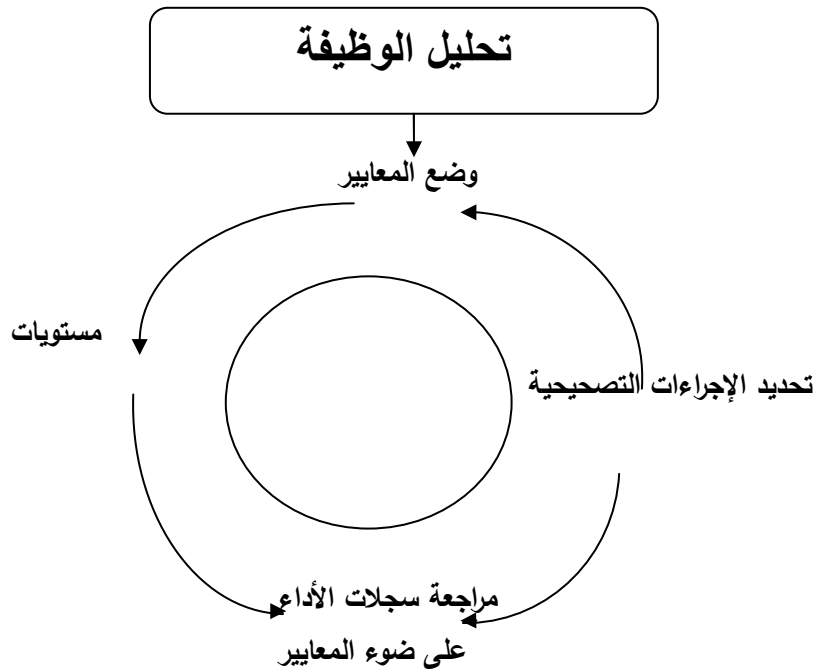 تحليل الوظيفة
وضع المعايير
مستويات
تحديد الإجراءات التصحيحية
مراجعة سجلات الأداء
على ضوء المعايير